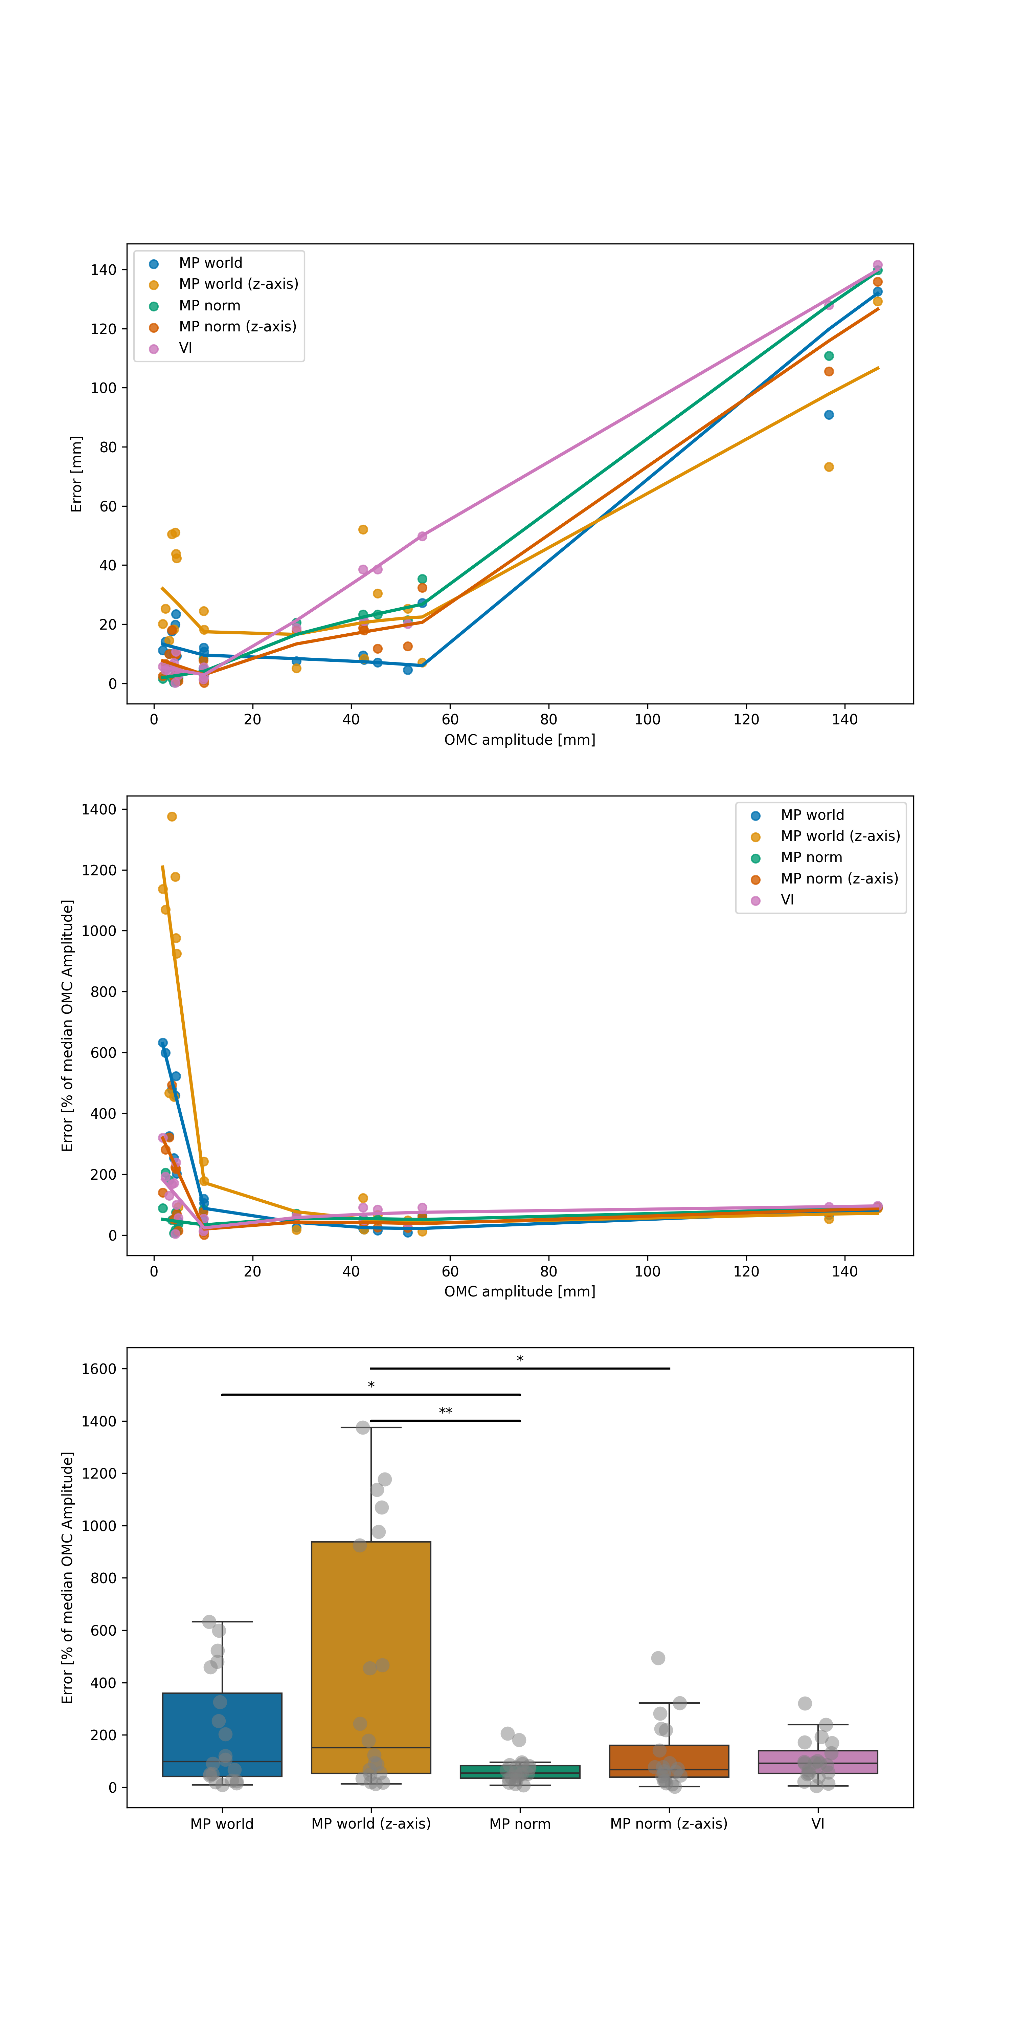 MP world
MP world (z-axis)
MP norm
MP norm (z-axis)
VI
140
120
100
80
60
40
20
0
Error [mm]
0 20 40 60 80 100 120 140
OMC amplitude [mm]
1400
1200
1000
800
600
400
200
0
Error [% of median OMC Amplitude]
MP world
MP world (z-axis)
MP norm
MP norm (z-axis)
VI
0 20 40 60 80 100 120 140
OMC amplitude [mm]
1600
1400
1200
1000
800
600
400
200
0
Error [% of median OMC Amplitude]
*
*
**
MP world MP world (z-axis) MP norm MP norm (z-axis) VI